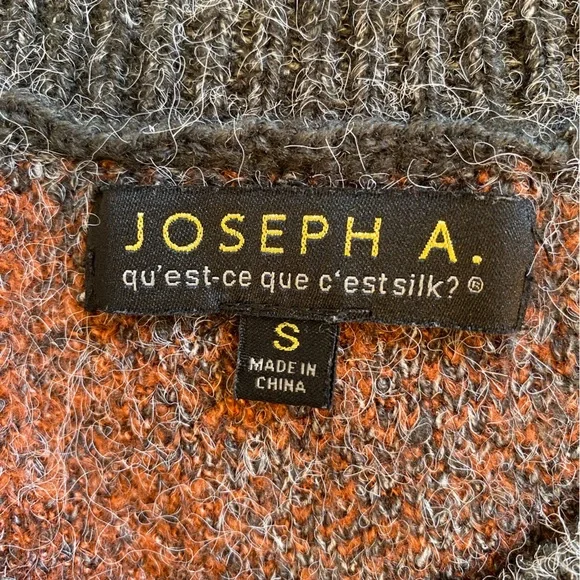 JOSEPH A.
qu'est-ce que c'estsilk? ®
S
MADE IN
CHINA